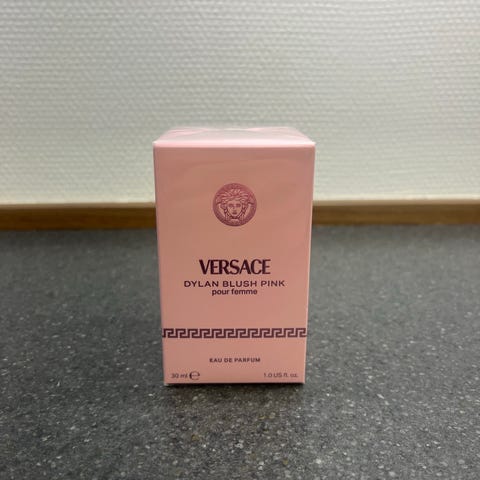 VERSACE
DYLAN BLUSH PINK
pour femme
EAU DE PARFUM
30 ml ℮ 1.0 US fl. oz.